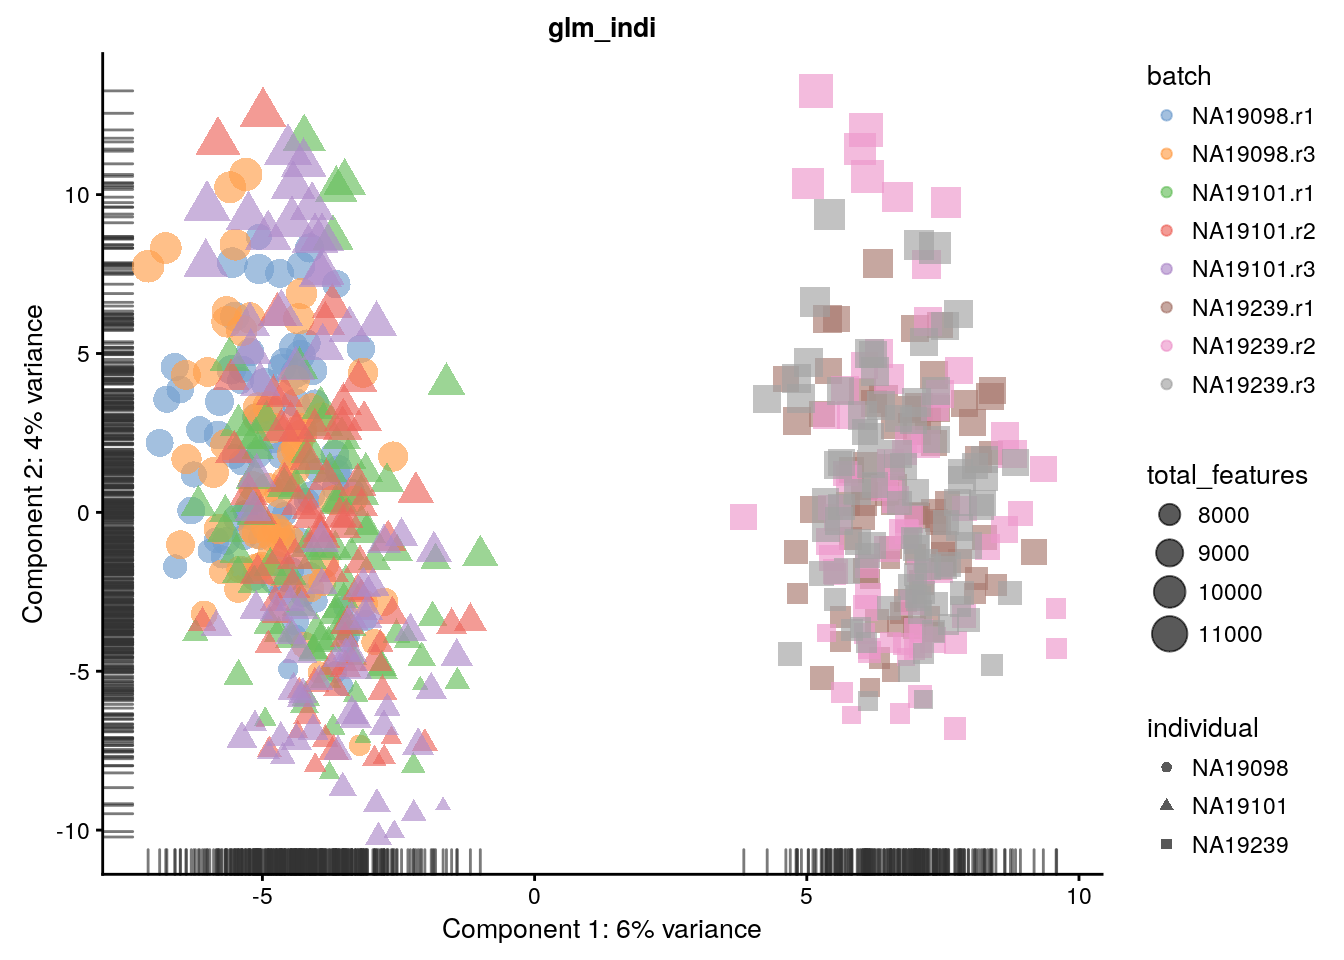 glm_indi
Component 2: 4% variance
10
5
0
-5
-10
-5
0
5
10
Component 1: 6% variance
batch
NA19098.r1
NA19098.r3
NA19101.r1
NA19101.r2
NA19101.r3
NA19239.r1
NA19239.r2
NA19239.r3
total_features
8000
9000
10000
11000
individual
NA19098
NA19101
NA19239